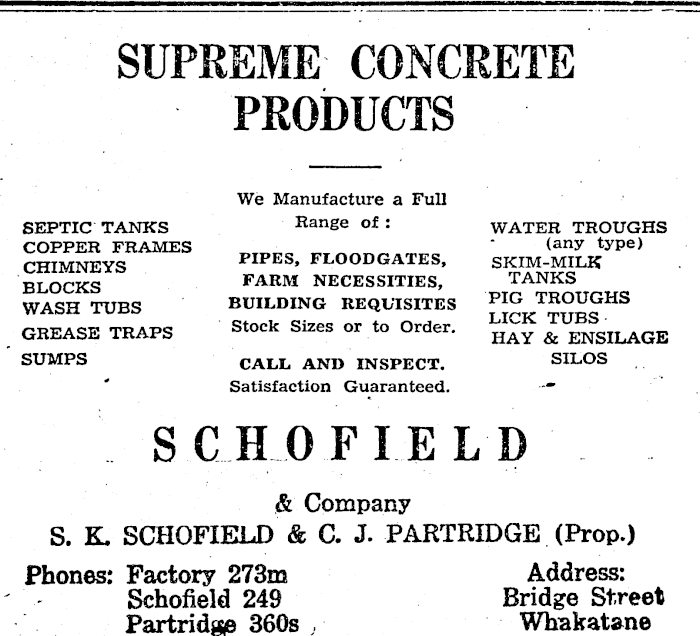 SUPREME CONCRETE
PRODUCTS
SEPTIC TANKS
COPPER FRAMES
CHIMNEYS
BLOCKS
WASH TUBS
GREASE TRAPS
SUMPS
We Manufacture a Full
Range of :
PIPES, FLOODGATES,
FARM NECESSITIES,
BUILDING REQUISITES
Stock Sizes or to Order.
CALL AND INSPECT.
Satisfaction Guaranteed.
WATER TROUGHS
(any type)
SKIM-MILK
TANKS
PIG TROUGHS
LICK TUBS
HAY & ENSILAGE
SILOS
SCHOFIELD
& Company
S. K. SCHOFIELD & C. J. PARTRIDGE (Prop.)
Phones: Factory 273m
Schofield 249
Partridge 360s
Address:
Bridge Street
Whakatane